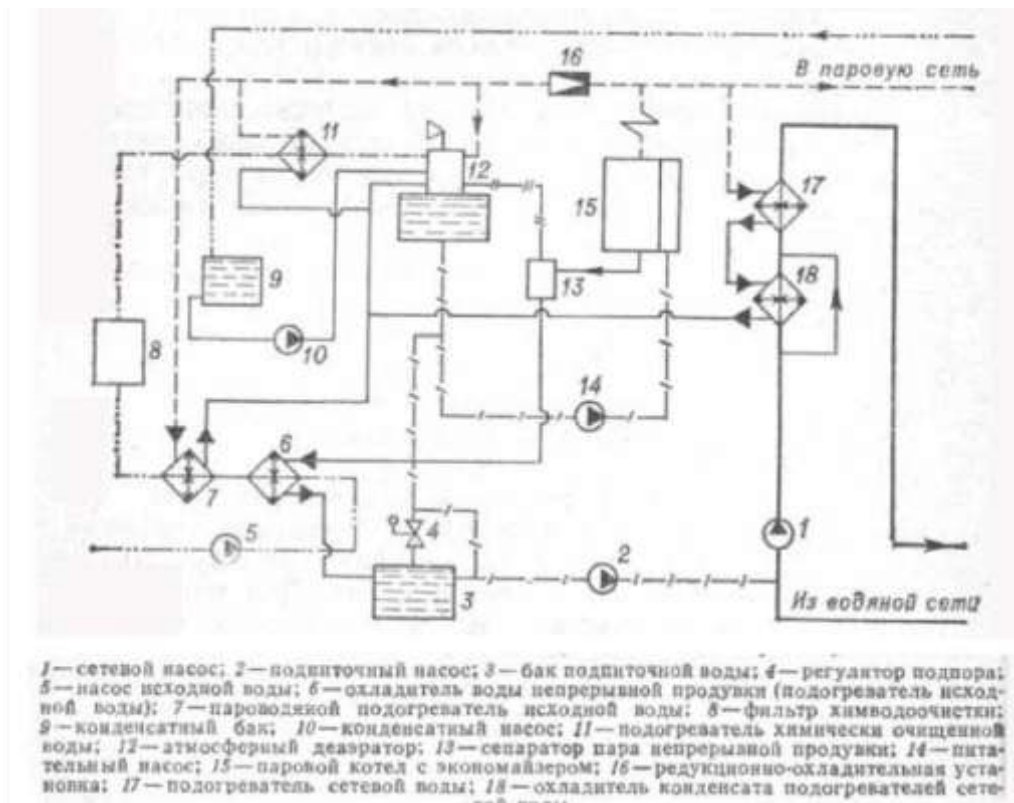 16
В паровую сеть
11
12
17
15
18
9
13
8
10
14
6
7
5
4
1
2
3
Из водяной сети
1—сетевой насос; 2—подпиточный насос; 3—бак подпиточной воды; 4—регулятор подпора;
5—насос исходной воды; 6—охладитель воды непрерывной продувки (подогреватель исход-
ной воды); 7—пароводяной подогреватель исходной воды; 8—фильтр химводоочистки;
9—конденсатный бак; 10—конденсатный насос; 11—подогреватель химически очищенной
воды; 12—атмосферный деаэратор; 13—сепаратор пара непрерывной продувки; 14—пита-
тельный насос; 15—паровой котел с экономайзером; 16—редукционно-охладительная уста-
новка; 17—подогреватель сетевой воды; 18—охладитель конденсата подогревателей сете-